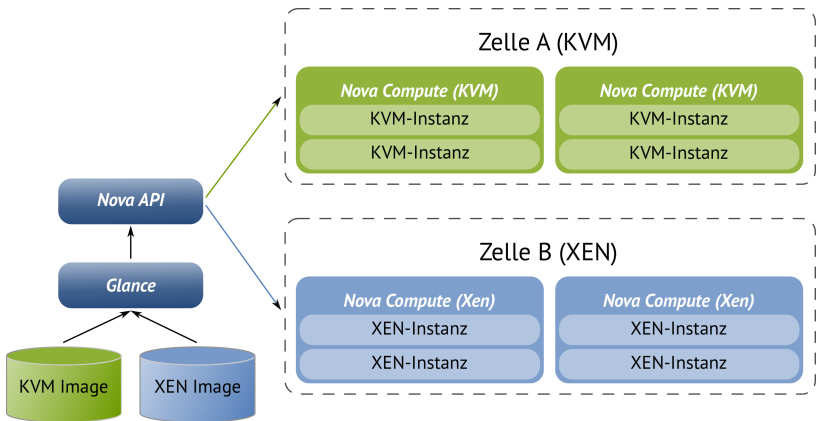 Zelle A (KVM)
Nova Compute (KVM)
KVM-Instanz
KVM-Instanz
Nova Compute (KVM)
KVM-Instanz
KVM-Instanz
Nova API
Glance
KVM Image
XEN Image
Zelle B (XEN)
Nova Compute (Xen)
XEN-Instanz
XEN-Instanz
Nova Compute (Xen)
XEN-Instanz
XEN-Instanz